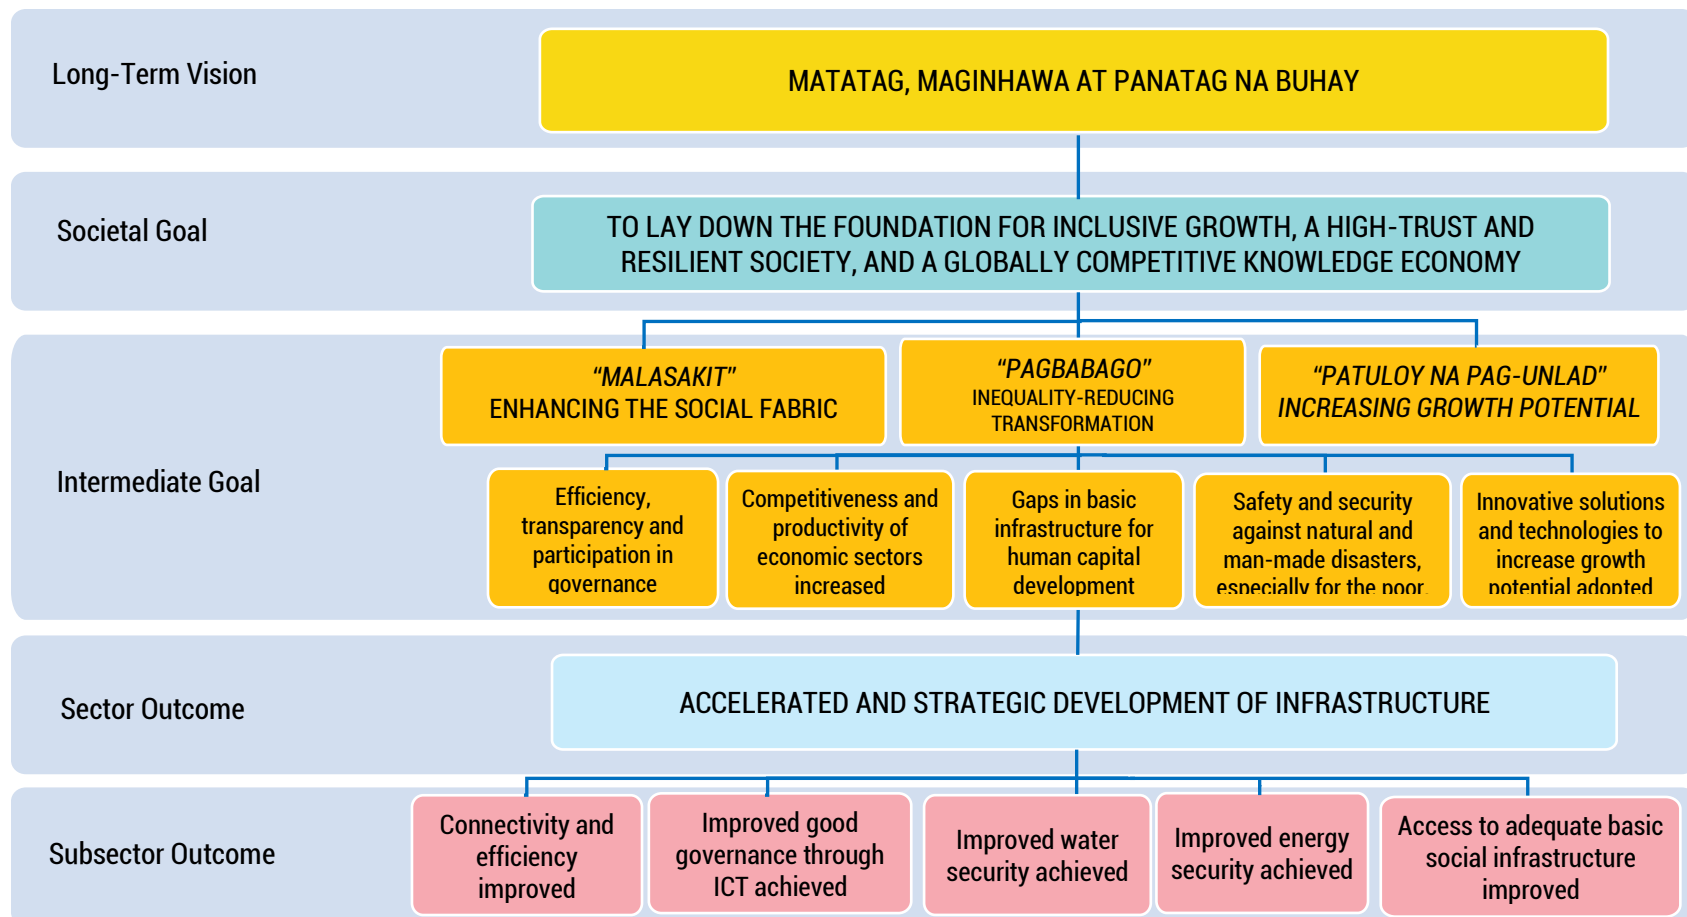 Long-Term Vision
MATATAG, MAGINHAWA AT PANATAG NA BUHAY
Societal Goal
TO LAY DOWN THE FOUNDATION FOR INCLUSIVE GROWTH, A HIGH-TRUST AND
RESILIENT SOCIETY, AND A GLOBALLY COMPETITIVE KNOWLEDGE ECONOMY
Intermediate Goal
“MALASAKIT”
ENHANCING THE SOCIAL FABRIC
“PAGBABAGO”
INEQUALITY-REDUCING
TRANSFORMATION
“PATULOY NA PAG-UNLAD”
INCREASING GROWTH POTENTIAL
Efficiency,
transparency and
participation in
governance
Competitiveness and
productivity of
economic sectors
increased
Gaps in basic
infrastructure for
human capital
development
Safety and security
against natural and
man-made disasters,
especially for the poor,
Innovative solutions
and technologies to
increase growth
potential adopted
Sector Outcome
ACCELERATED AND STRATEGIC DEVELOPMENT OF INFRASTRUCTURE
Subsector Outcome
Connectivity and
efficiency
improved
Improved good
governance through
ICT achieved
Improved water
security achieved
Improved energy
security achieved
Access to adequate basic
social infrastructure
improved